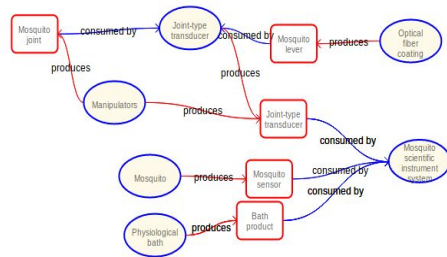 Mosquito
joint
consumed by
Joint-type
transducer
consumed by
Mosquito
lever
produces
Optical
fiber
coating
produces
produces
Manipulators
produces
Joint-type
transducer
consumed by
Mosquito
scientific
instrument
system
Mosquito
produces
Mosquito
sensor
consumed by
consumed by
Physiological
bath
produces
Bath
product